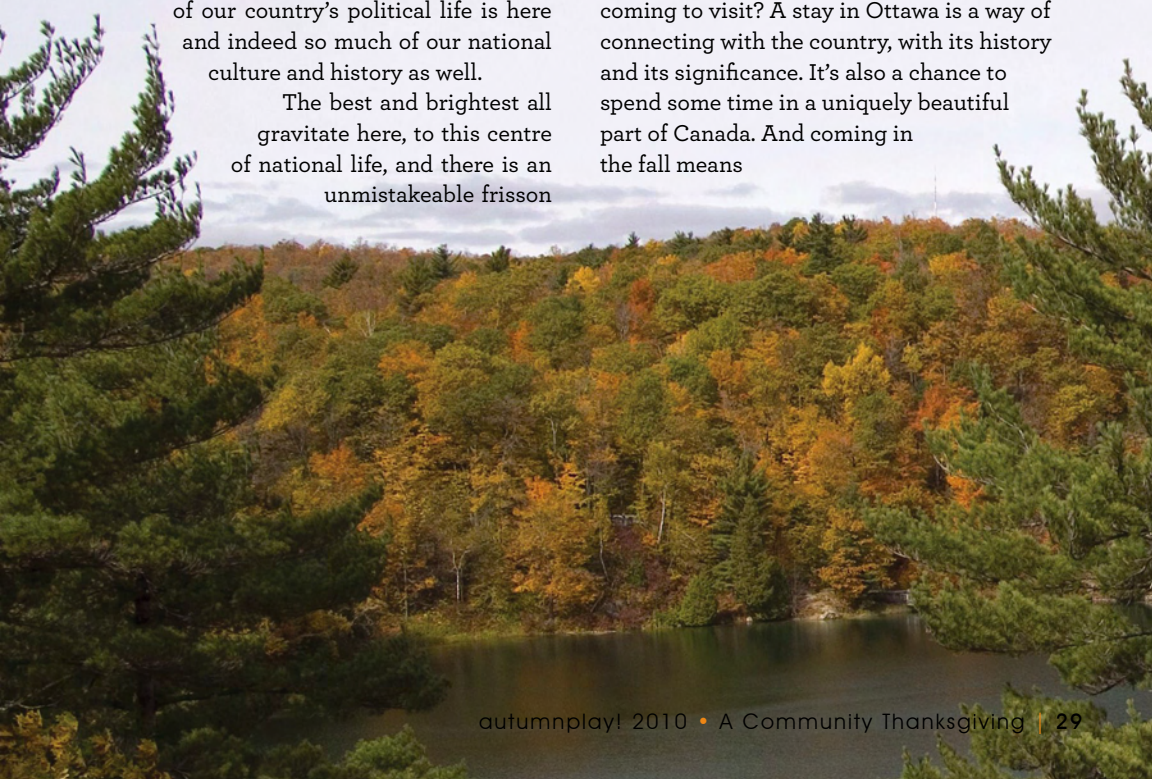 of our country’s political life is here
and indeed so much of our national
culture and history as well.
The best and brightest all
gravitate here, to this centre
of national life, and there is an
unmistakeable frisson
coming to visit? A stay in Ottawa is a way of
connecting with the country, with its history
and its significance. It’s also a chance to
spend some time in a uniquely beautiful
part of Canada. And coming in
the fall means
autumnplay! 2010 • A Community Thanksgiving | 29